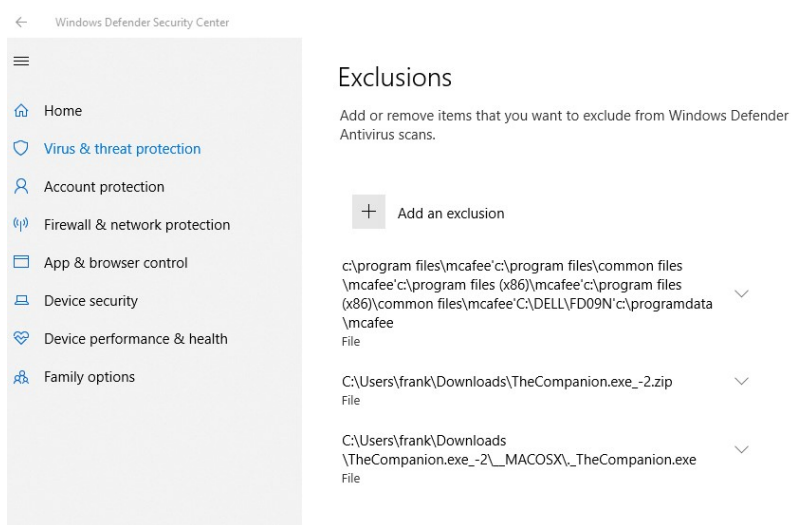 Windows Defender Security Center
Home
Virus & threat protection
Account protection
Firewall & network protection
App & browser control
Device security
Device performance & health
Family options
Exclusions
Add or remove items that you want to exclude from Windows Defender
Antivirus scans.
Add an exclusion
c:\program files\mcafee'c:\program files\common files
\mcafee'c:\program files (x86)\mcafee'c:\program files
(x86)\common files\mcafee'C:\DELL\FD09N'c:\programdata
\mcafee
File
C:\Users\frank\Downloads\TheCompanion.exe_-2.zip
File
C:\Users\frank\Downloads
\TheCompanion.exe_-2\__MACOSX\._TheCompanion.exe
File